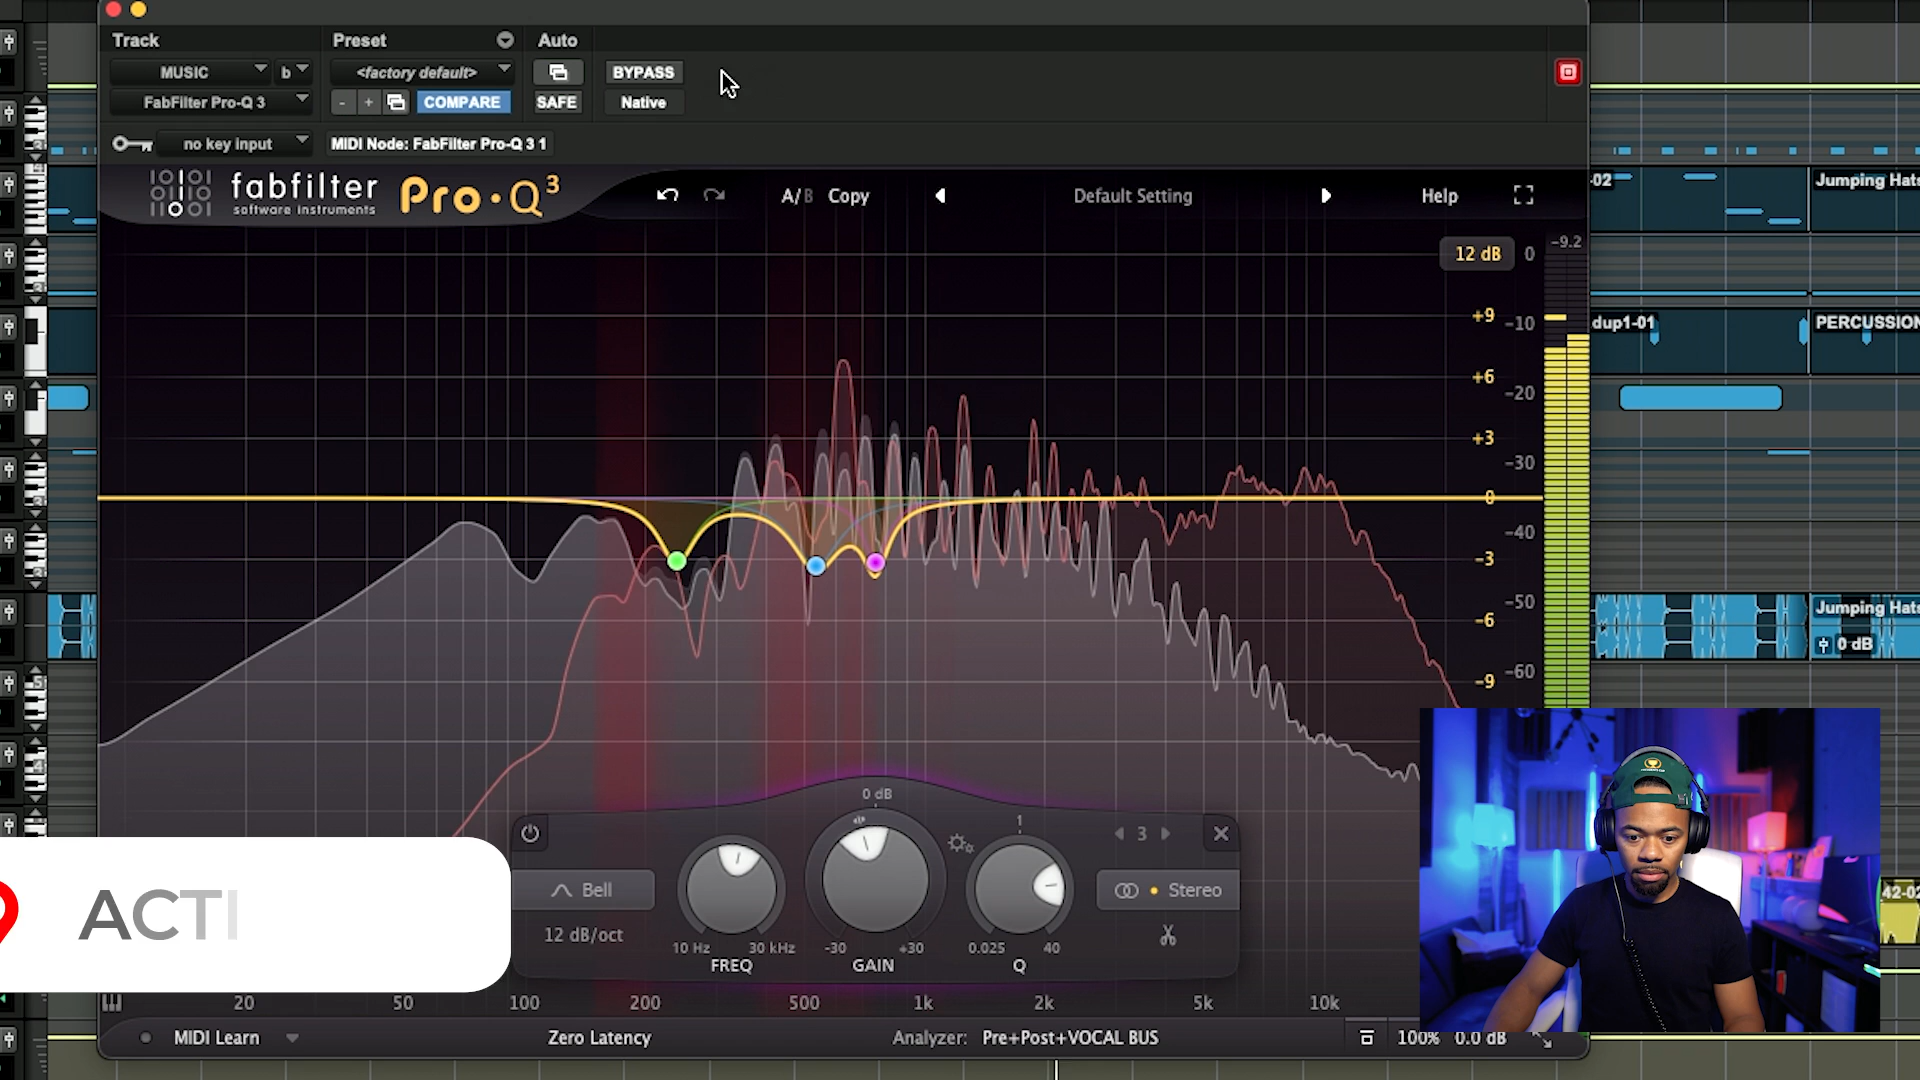 Track
Preset
Auto
MUSIC
b
<factory default>
BYPASS
FabFilter Pro-Q 3
-
+
COMPARE
SAFE
Native
no key input
MIDI Node: FabFilter Pro-Q 3 1
fabfilter
software instruments
Pro·Q3
A/B
Copy
Default Setting
Help
12 dB
0
-9.2
+9
-10
+6
-20
+3
-30
0
-40
-3
-50
-6
-60
-9
-02
Jumping Hats
dup1-01
PERCUSSION
Jumping Hats
0 dB
42-02
0 dB
1
3
Bell
12 dB/oct
10 Hz
30 kHz
FREQ
-30
+30
GAIN
0.025
40
Q
Stereo
ACTI
20
50
100
200
500
1k
2k
5k
10k
MIDI Learn
Zero Latency
Analyzer:
Pre+Post+VOCAL BUS
100%
0.0 dB